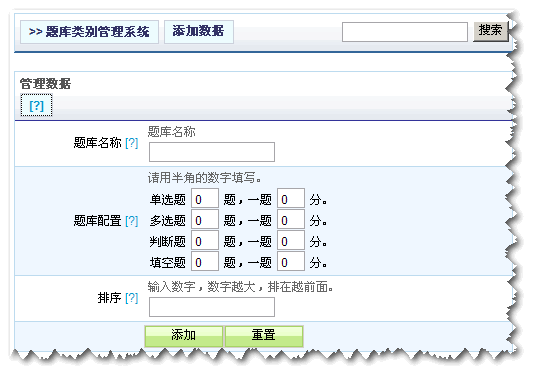 >> 题库类别管理系统 添加数据 搜索
管理数据
[?]
题库名称
题库名称 [?]
请用半角的数字填写。
单选题 0 题，一题 0 分。
多选题 0 题，一题 0 分。
题库配置 [?]
判断题 0 题，一题 0 分。
填空题 0 题，一题 0 分。
输入数字，数字越大，排在越前面。
排序 [?]
添加 重置